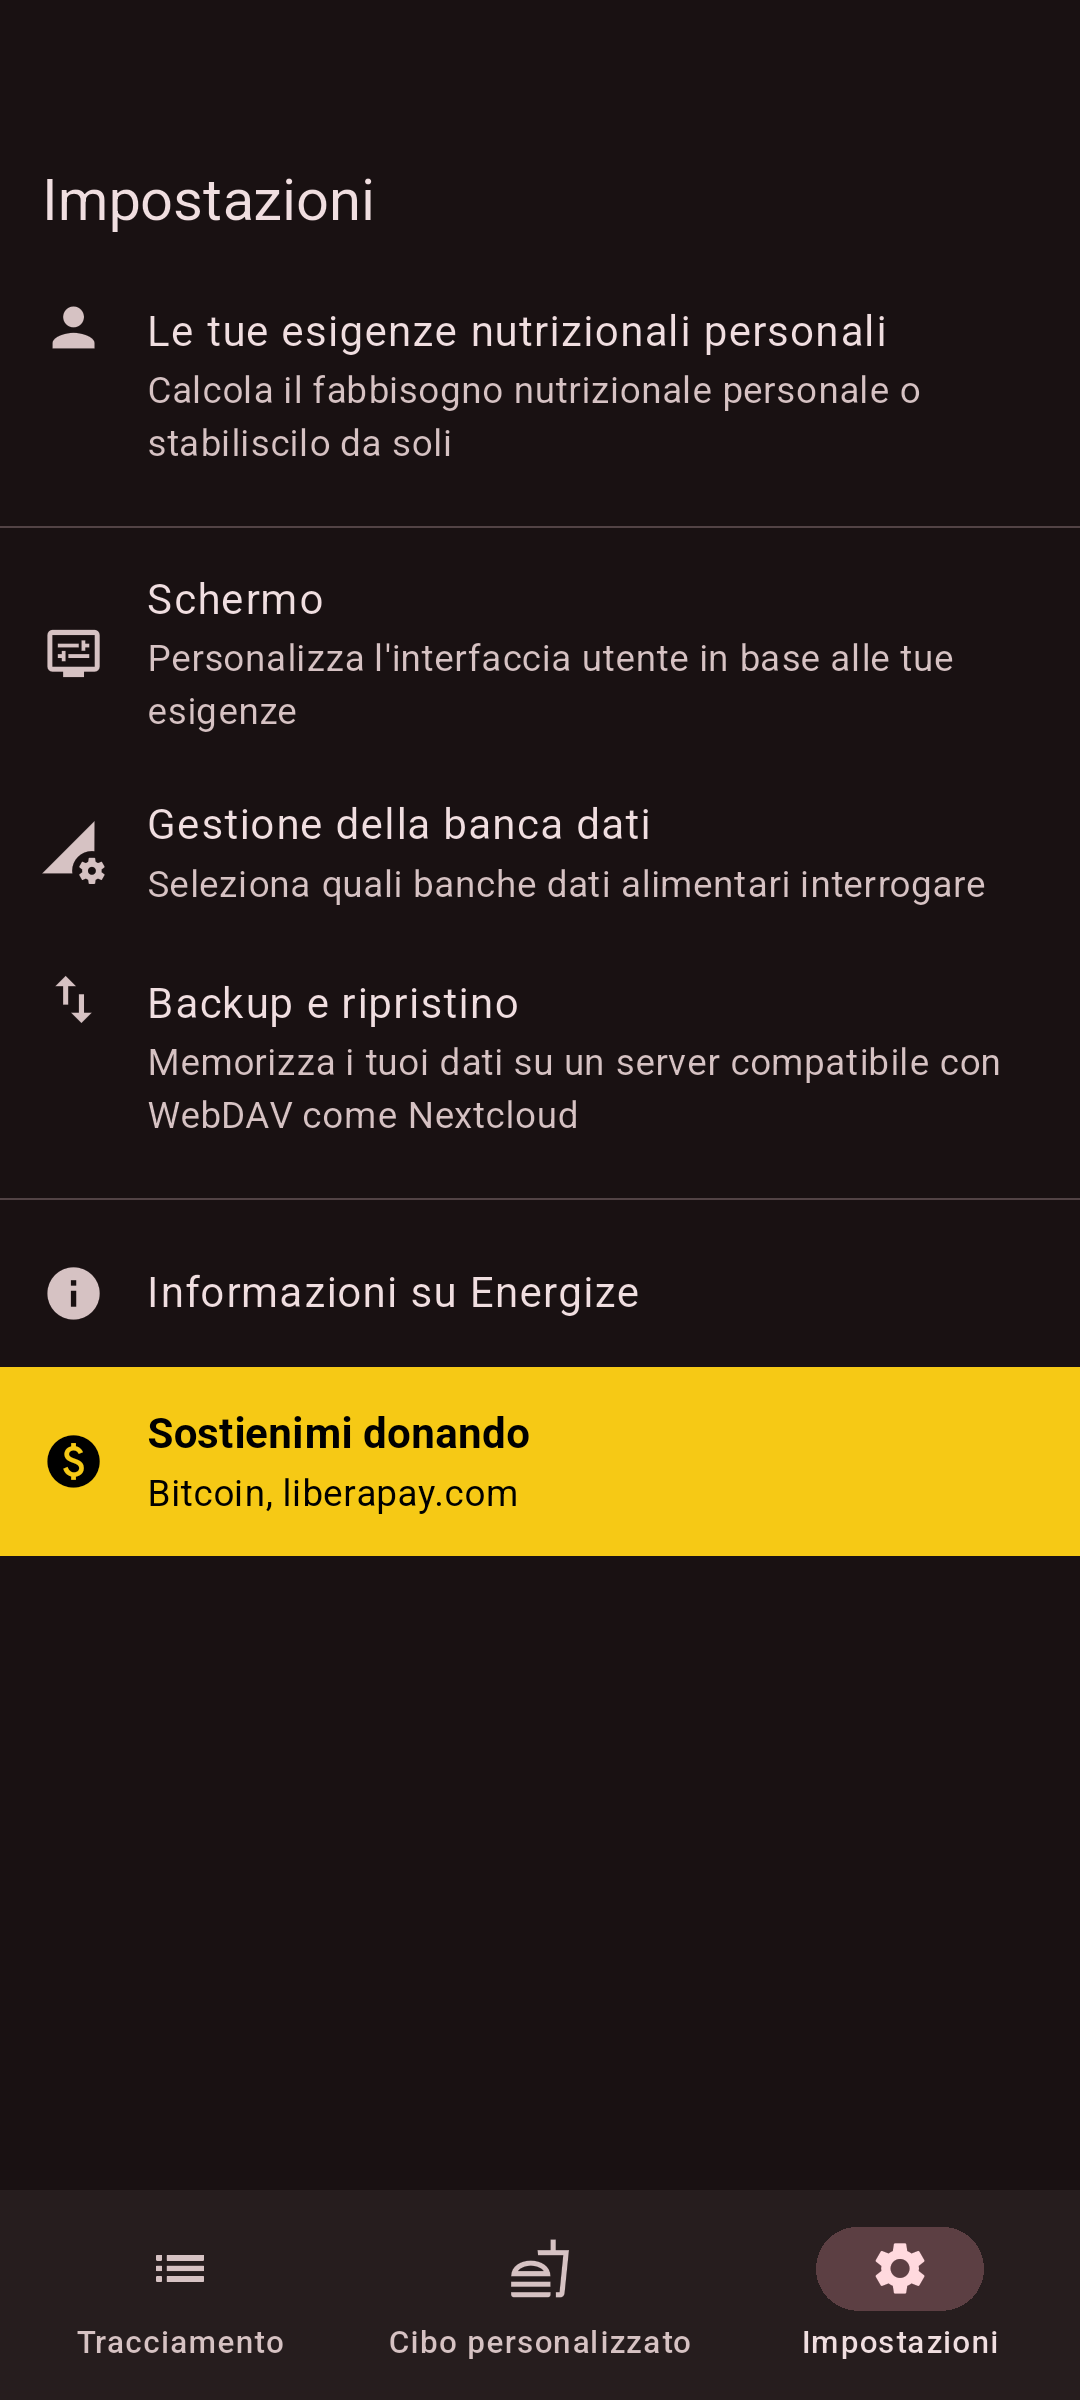 Impostazioni
Le tue esigenze nutrizionali personali
Calcola il fabbisogno nutrizionale personale o
stabiliscilo da soli
Schermo
Personalizza l'interfaccia utente in base alle tue
esigenze
Gestione della banca dati
Seleziona quali banche dati alimentari interrogare
Backup e ripristino
Memorizza i tuoi dati su un server compatibile con
WebDAV come Nextcloud
Informazioni su Energize
Sostienimi donando
Bitcoin, liberapay.com
Tracciamento
Cibo personalizzato
Impostazioni